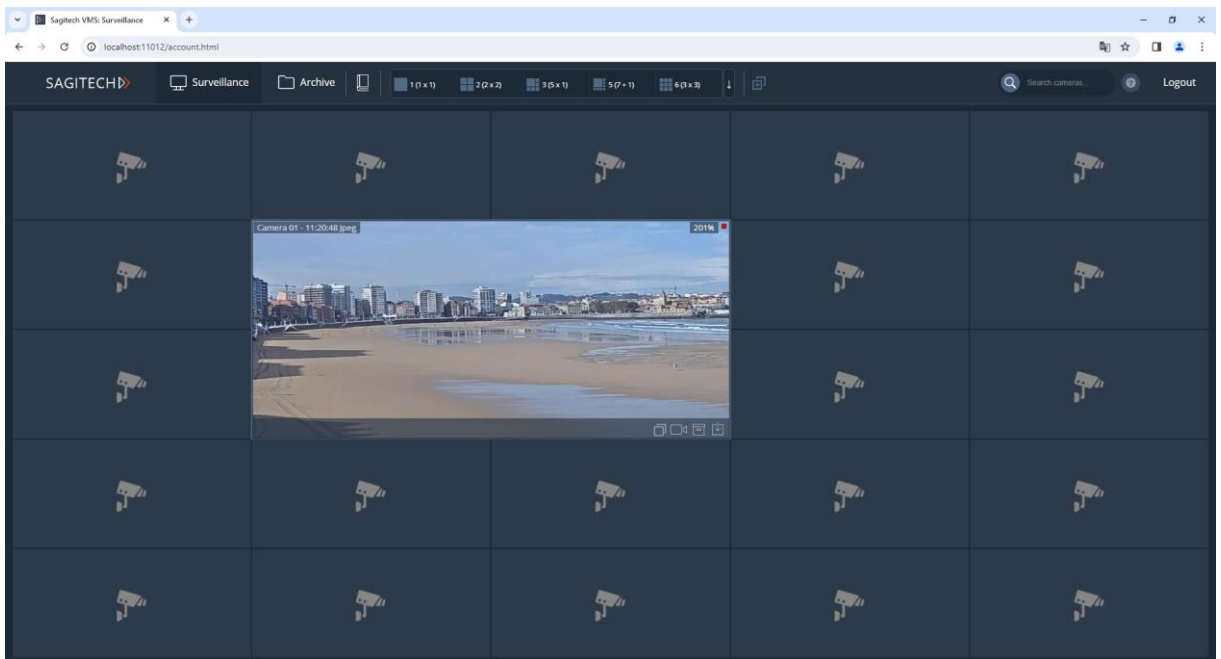 Sagitech VMS: Surveillance
localhost:11012/account.html
SAGITECH Surveillance Archive 1 (1 x 1) 2 (2 x 2) 3 (5 x 1) 5 (7 + 1) 6 (3 x 3) Search cameras... Logout
Camera 01 - 11:20:48 Jpeg 201%